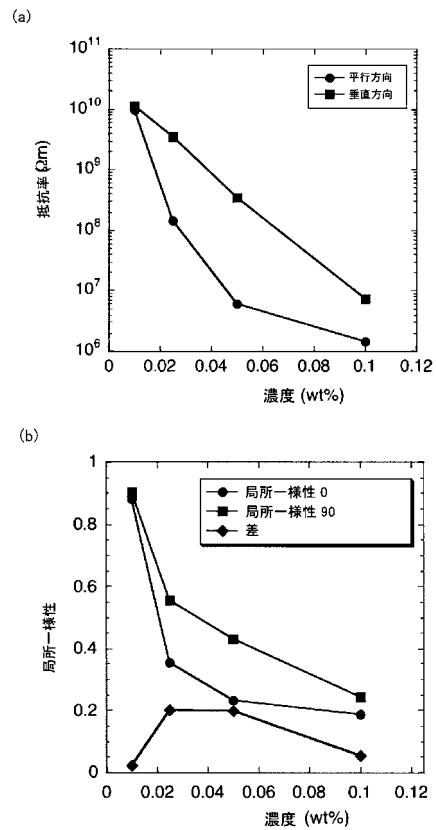 (a)
10^11
10^10
10^9
10^8
10^7
10^6
抵抗率(Ωm)
平行方向
垂直方向
0 0.02 0.04 0.06 0.08 0.1 0.12
濃度 (wt%)
(b)
1
0.8
0.6
0.4
0.2
0
局所一様性
局所一様性 0
局所一様性 90
差
0 0.02 0.04 0.06 0.08 0.10 0.12
濃度 (wt%)